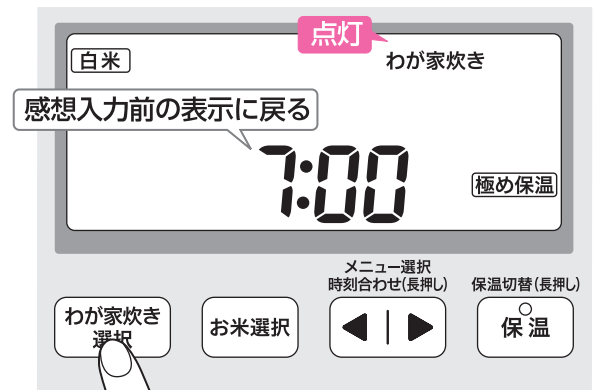 点灯
白米
わが家炊き
感想入力前の表示に戻る
7:00
極め保温
メニュー選択
時刻合わせ(長押し)
保温切替(長押し)
わが家炊き
選択
お米選択
保温